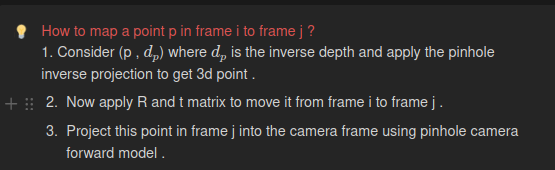 How to map a point p in frame i to frame j ?
1. Consider (p , dₚ) where dₚ is the inverse depth and apply the pinhole
inverse projection to get 3d point .
2. Now apply R and t matrix to move it from frame i to frame j .
3. Project this point in frame j into the camera frame using pinhole camera
forward model .